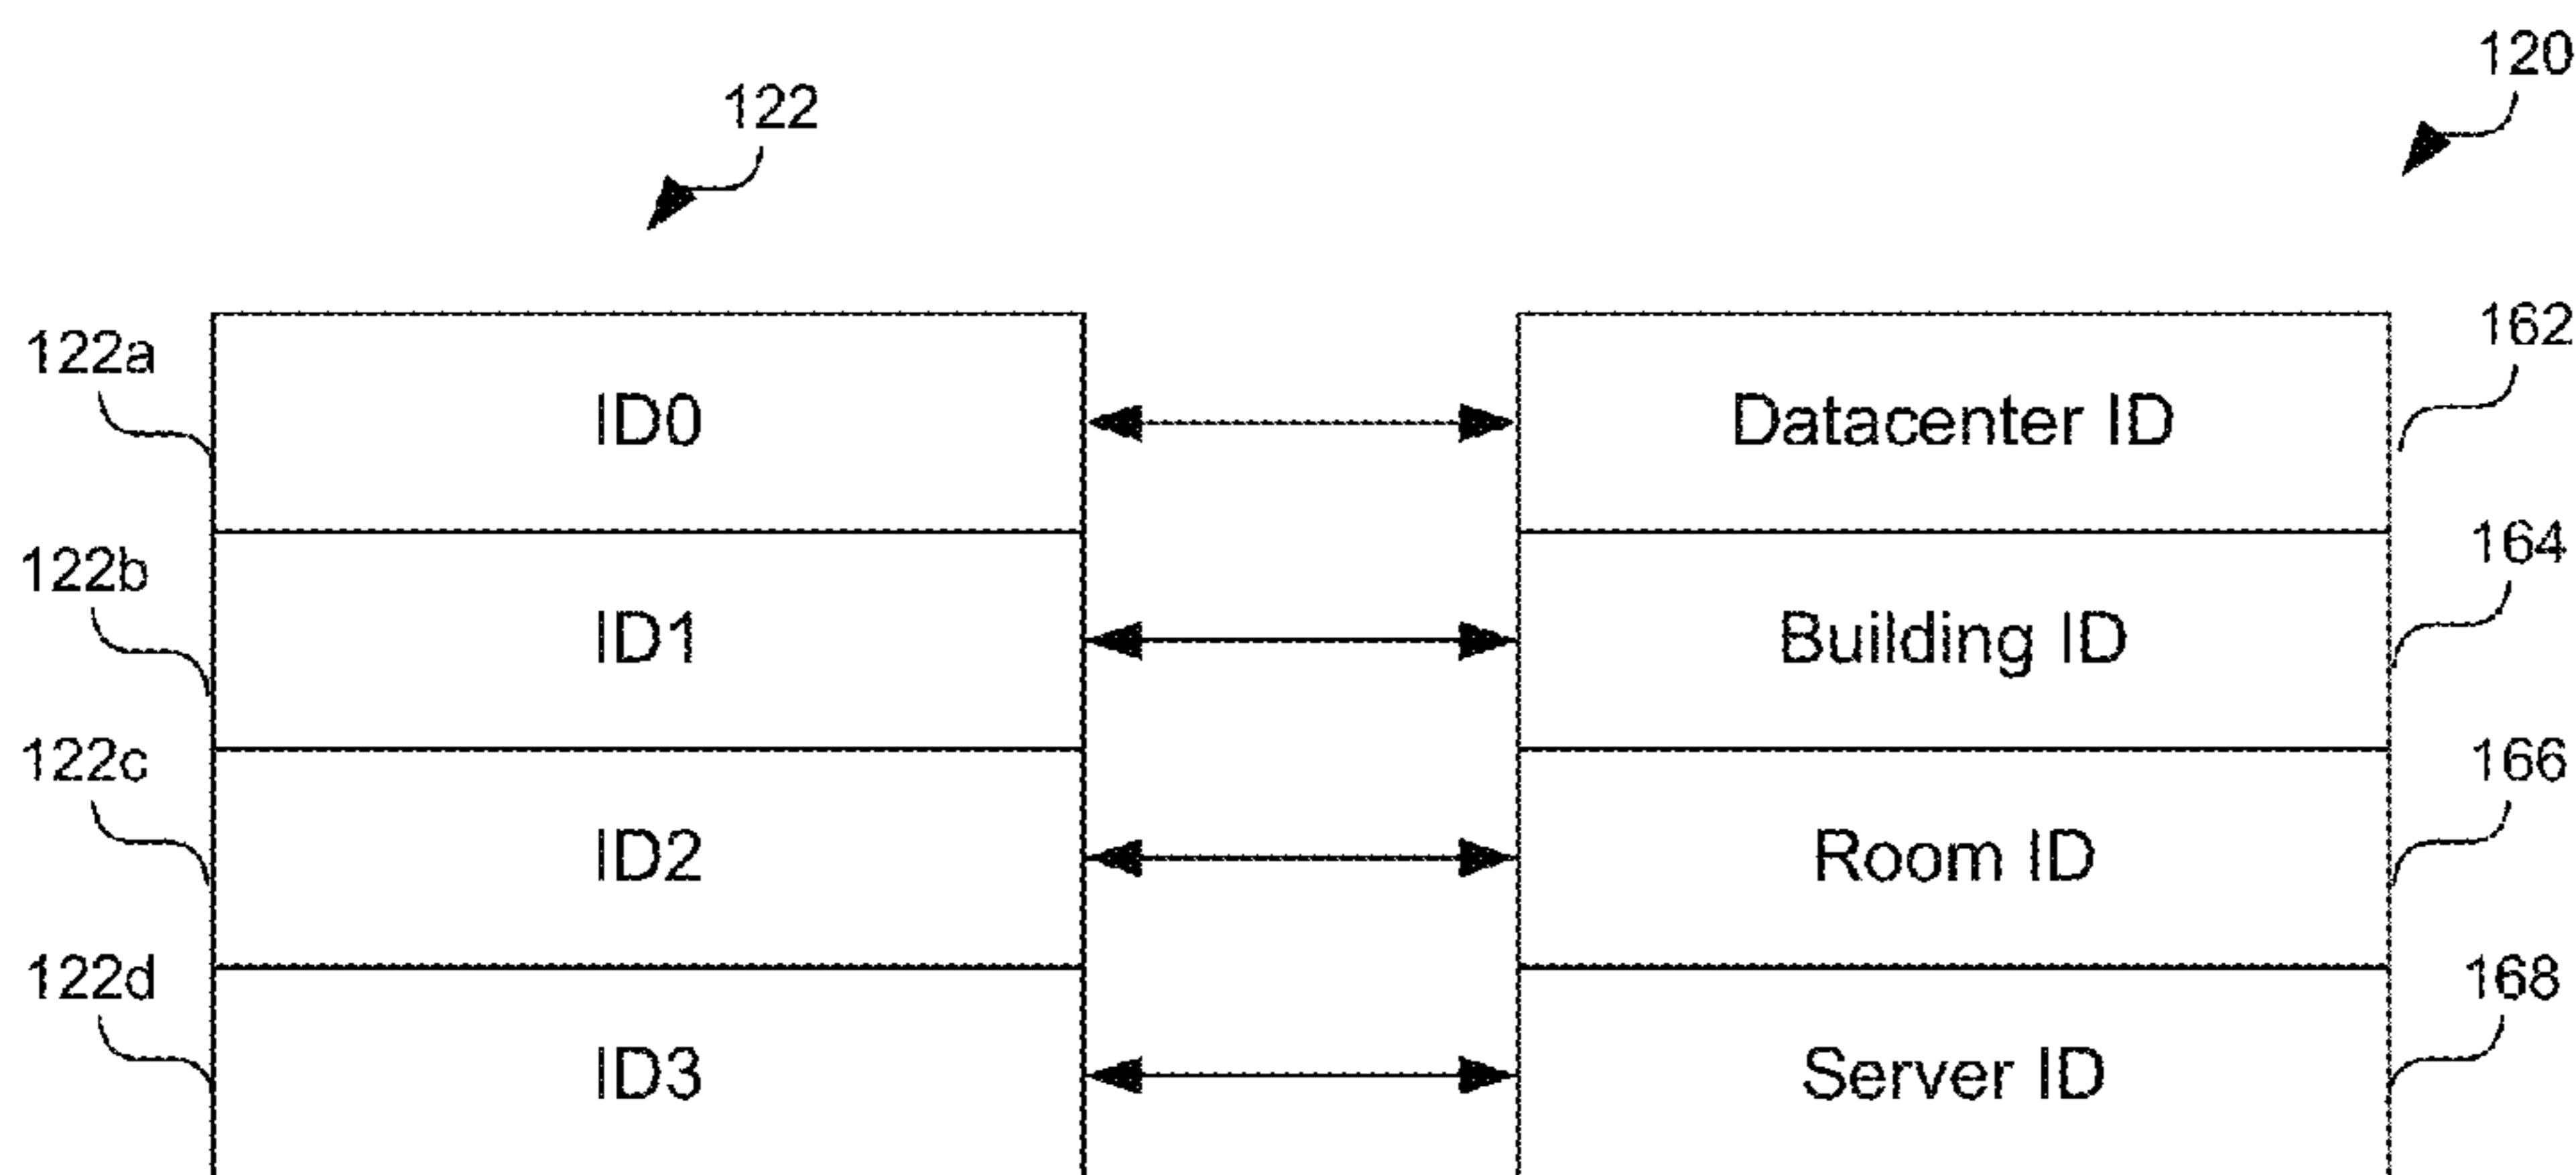 120
122
122a
ID0
Datacenter ID
162
122b
ID1
Building ID
164
122c
ID2
Room ID
166
122d
ID3
Server ID
168